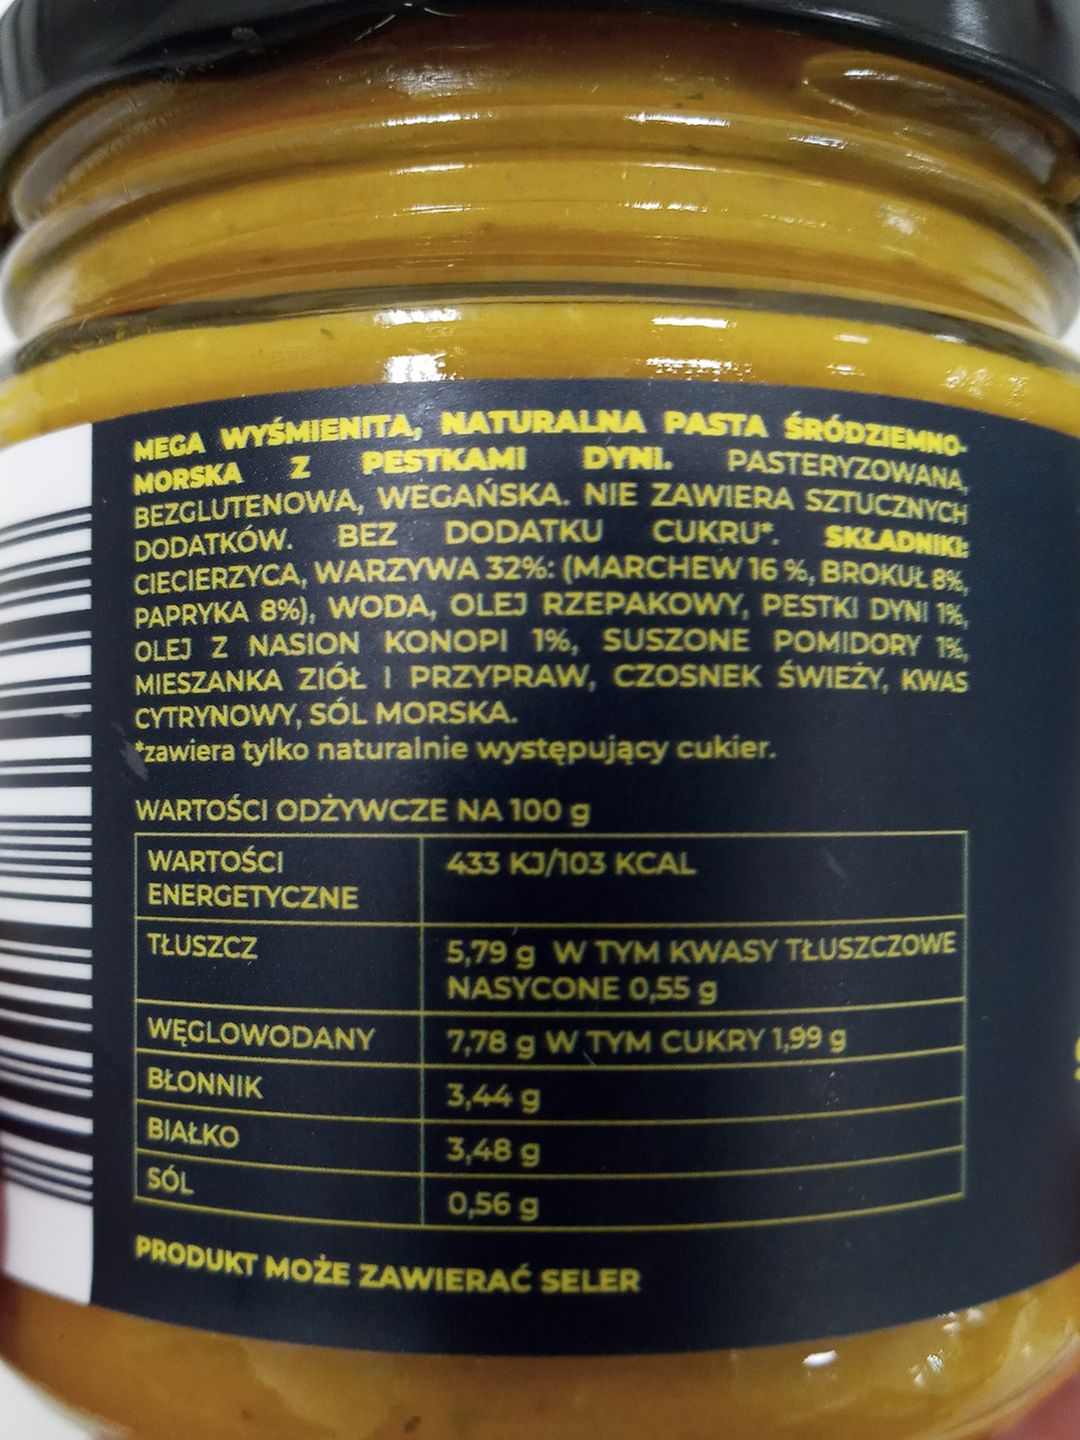 MEGA WYŚMIENITA, NATURALNA PASTA ŚRÓDZIEMNO-
MORSKA Z PESTKAMI DYNI. PASTERYZOWANA,
BEZGLUTENOWA, WEGAŃSKA. NIE ZAWIERA SZTUCZNYCH
DODATKÓW. BEZ DODATKU CUKRU*. SKŁADNIKI:
CIECIERZYCA, WARZYWA 32%: (MARCHEW 16 %, BROKUŁ 8%,
PAPRYKA 8%), WODA, OLEJ RZEPAKOWY, PESTKI DYNI 1%,
OLEJ Z NASION KONOPI 1%, SUSZONE POMIDORY 1%,
MIESZANKA ZIÓŁ I PRZYPRAW, CZOSNEK ŚWIEŻY, KWAS
CYTRYNOWY, SÓL MORSKA.
*zawiera tylko naturalnie występujący cukier.
WARTOŚCI ODŻYWCZE NA 100 g
WARTOŚCI ENERGETYCZNE 433 KJ/103 KCAL
TŁUSZCZ 5,79 g W TYM KWASY TŁUSZCZOWE
NASYCONE 0,55 g
WĘGLOWODANY 7,78 g W TYM CUKRY 1,99 g
BŁONNIK 3,44 g
BIAŁKO 3,48 g
SÓL 0,56 g
PRODUKT MOŻE ZAWIERAĆ SELER